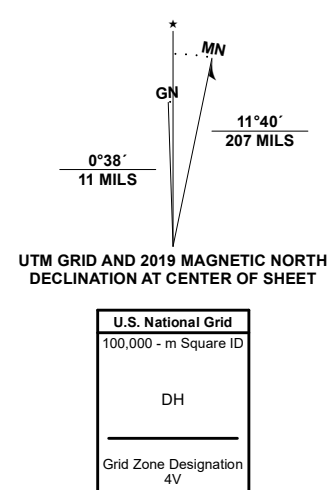 ★
MN
GN
11°40´
207 MILS
0°38´
11 MILS
UTM GRID AND 2019 MAGNETIC NORTH
DECLINATION AT CENTER OF SHEET
U.S. National Grid
100,000 - m Square ID
DH
Grid Zone Designation
4V